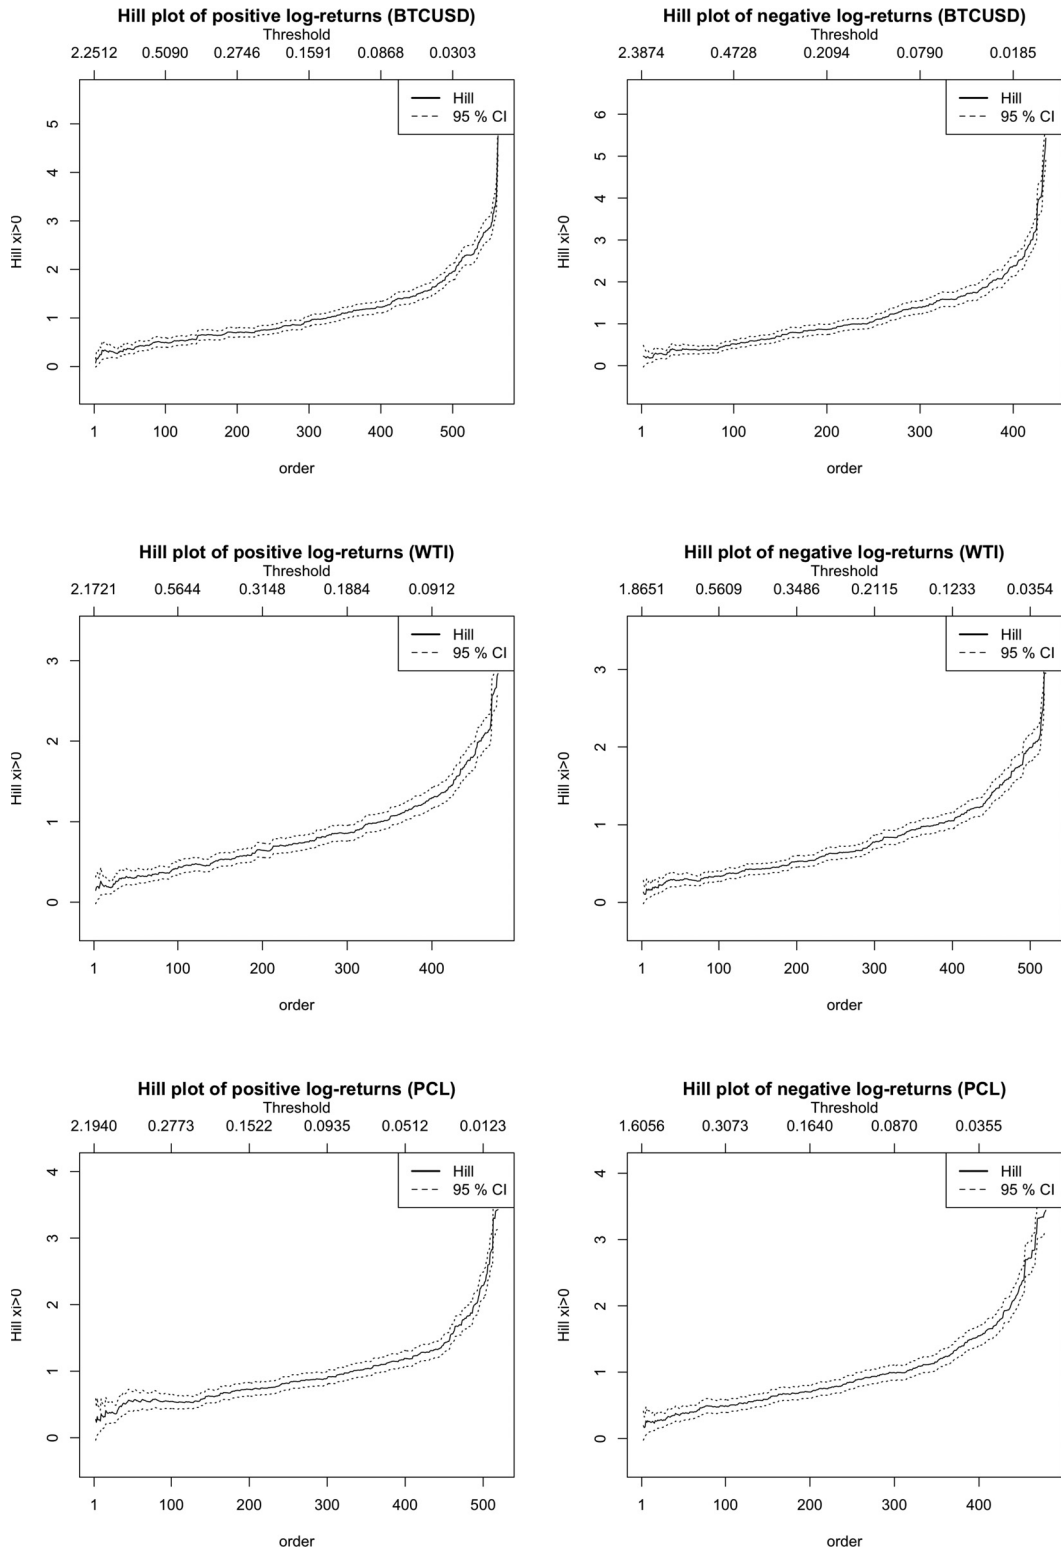 Hill plot of positive log-returns (BTCUSD)
Threshold
2.2512 0.5090 0.2746 0.1591 0.0868 0.0303
Hill
95 % CI
Hill xi>0
5
4
3
2
1
0
1 100 200 300 400 500
order
Hill plot of negative log-returns (BTCUSD)
Threshold
2.3874 0.4728 0.2094 0.0790 0.0185
Hill
95 % CI
Hill xi>0
6
5
4
3
2
1
0
1 100 200 300 400
order
Hill plot of positive log-returns (WTI)
Threshold
2.1721 0.5644 0.3148 0.1884 0.0912
Hill
95 % CI
Hill xi>0
3
2
1
0
1 100 200 300 400
order
Hill plot of negative log-returns (WTI)
Threshold
1.8651 0.5609 0.3486 0.2115 0.1233 0.0354
Hill
95 % CI
Hill xi>0
3
2
1
0
1 100 200 300 400 500
order
Hill plot of positive log-returns (PCL)
Threshold
2.1940 0.2773 0.1522 0.0935 0.0512 0.0123
Hill
95 % CI
Hill xi>0
4
3
2
1
0
1 100 200 300 400 500
order
Hill plot of negative log-returns (PCL)
Threshold
1.6056 0.3073 0.1640 0.0870 0.0355
Hill
95 % CI
Hill xi>0
4
3
2
1
0
1 100 200 300 400
order